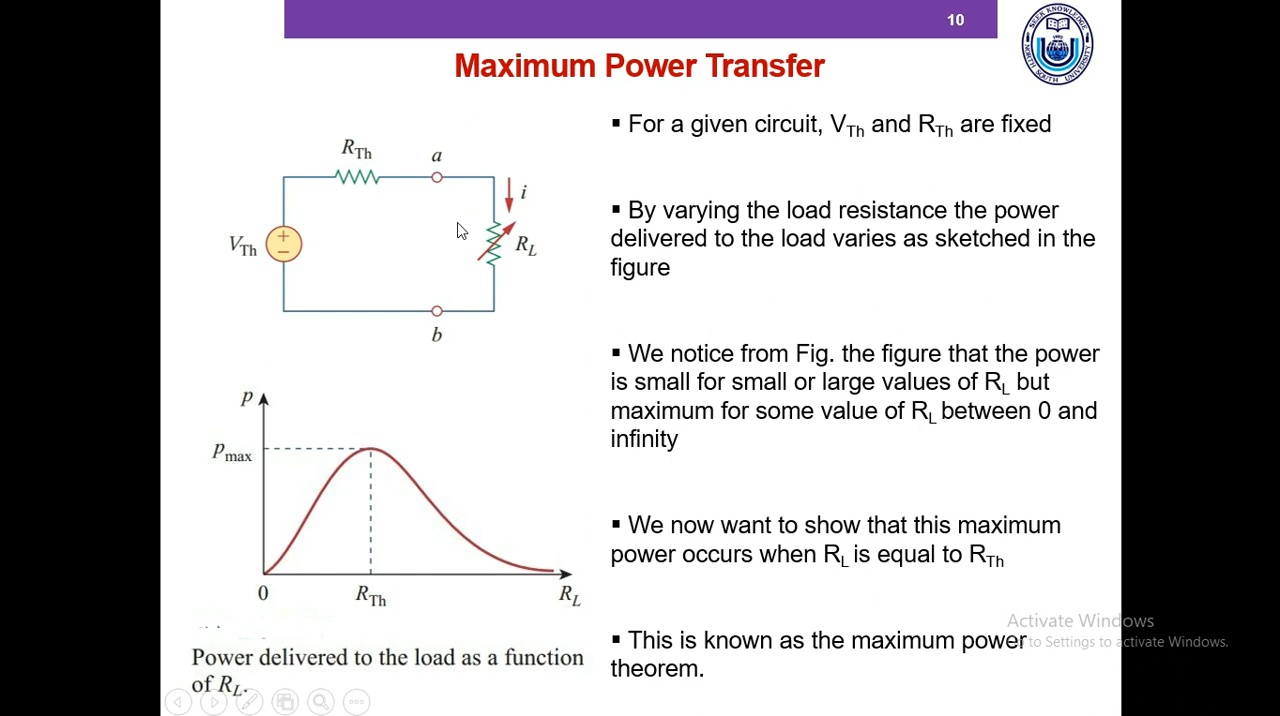 10
SEEK KNOWLEDGE
NORTH SOUTH UNIVERSITY
Maximum Power Transfer
▪ For a given circuit, V_Th and R_Th are fixed
▪ By varying the load resistance the power
delivered to the load varies as sketched in the
figure
▪ We notice from Fig. the figure that the power
is small for small or large values of R_L but
maximum for some value of R_L between 0 and
infinity
▪ We now want to show that this maximum
power occurs when R_L is equal to R_Th
▪ This is known as the maximum power
theorem.
R_Th
a
i
V_Th
+
−
R_L
b
p
p_max
0
R_Th
R_L
Power delivered to the load as a function
of R_L.
Activate Windows
to Settings to activate Windows.